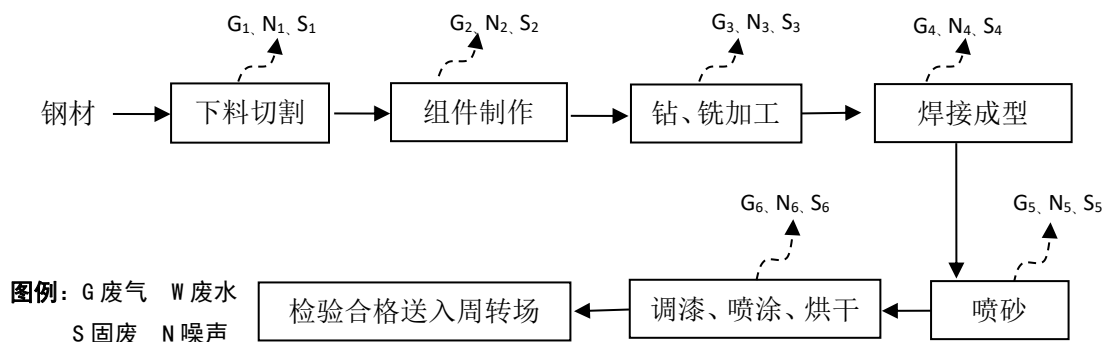 G₁、N₁、S₁
G₂、N₂、S₂
G₃、N₃、S₃
G₄、N₄、S₄
钢材
下料切割
组件制作
钻、铣加工
焊接成型
G₆、N₆、S₆
G₅、N₅、S₅
图例：G 废气 W 废水
S 固废 N 噪声
检验合格送入周转场
调漆、喷涂、烘干
喷砂